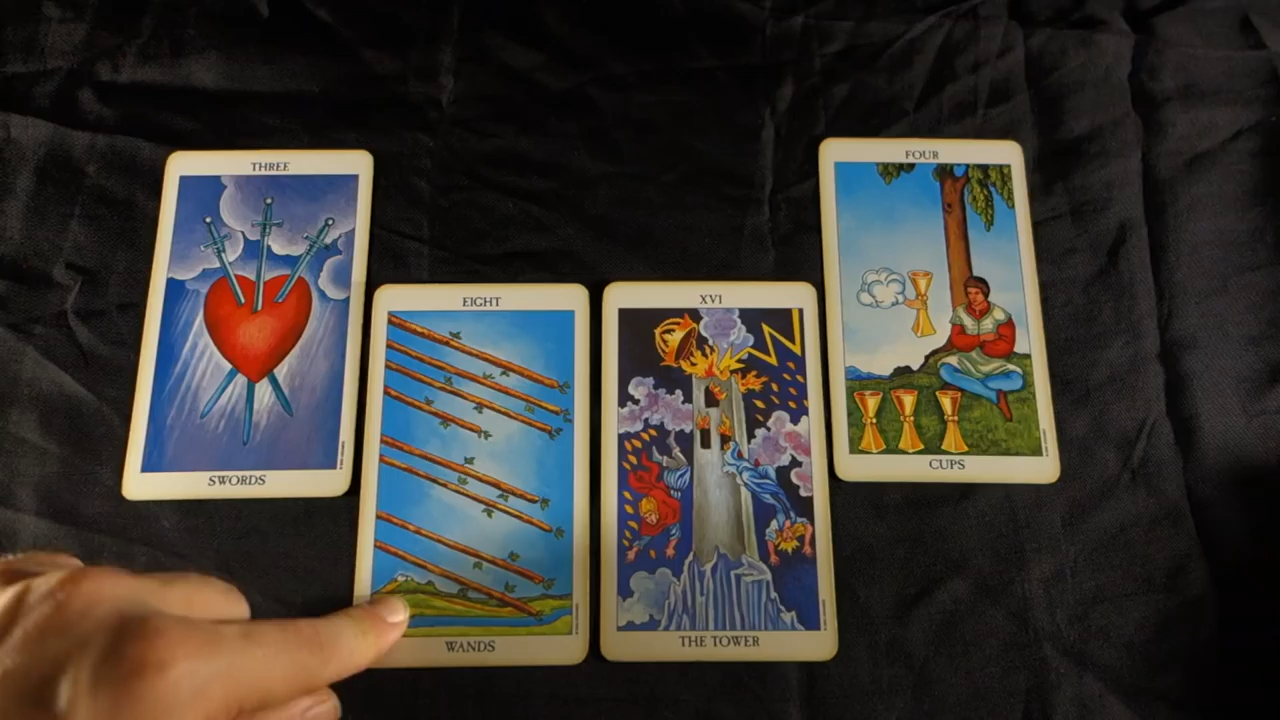 THREE
SWORDS
EIGHT
WANDS
XVI
THE TOWER
FOUR
CUPS